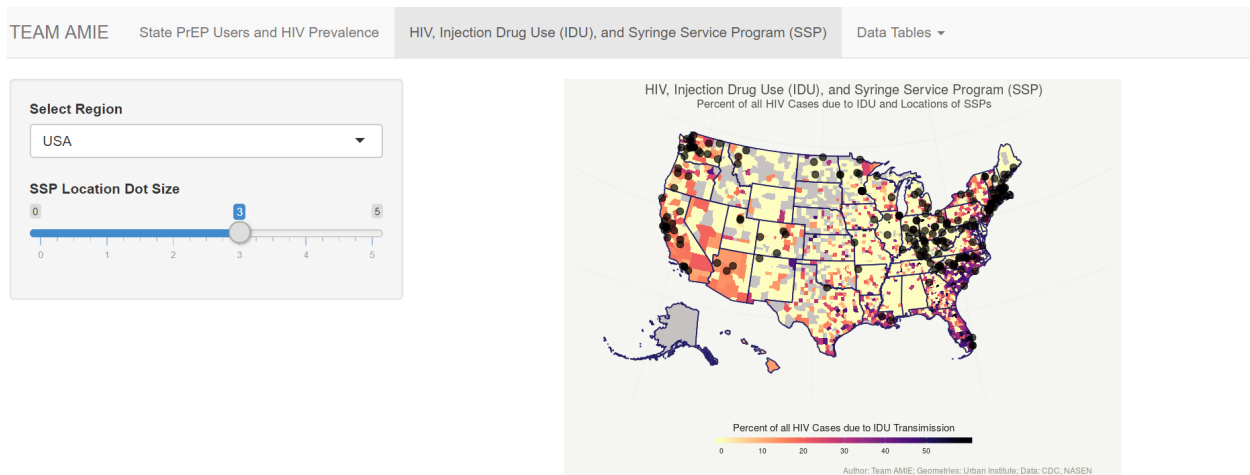 TEAM AMIE State PrEP Users and HIV Prevalence HIV, Injection Drug Use (IDU), and Syringe Service Program (SSP) Data Tables
Select Region
USA
SSP Location Dot Size
0 3 5
0 1 2 3 4 5
HIV, Injection Drug Use (IDU), and Syringe Service Program (SSP)
Percent of all HIV Cases due to IDU and Locations of SSPs
Percent of all HIV Cases due to IDU Transimission
0 10 20 30 40 50
Author: Team AMIE; Geometries: Urban Institute; Data: CDC, NASEN